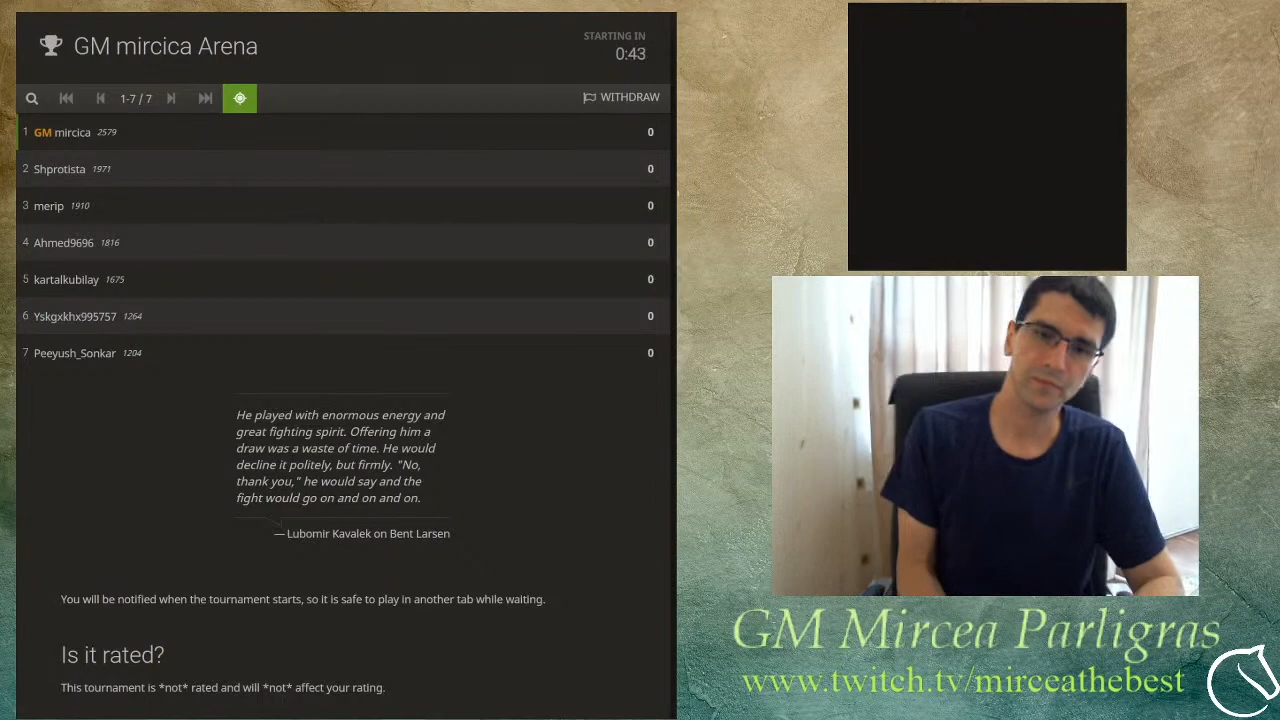 GM mircica Arena
STARTING IN
0:43
1-7 / 7
WITHDRAW
1 GM mircica 2579 0
2 Shprotista 1971 0
3 merip 1910 0
4 Ahmed9696 1816 0
5 kartalkubilay 1675 0
6 Yskgxkhx995757 1264 0
7 Peeyush_Sonkar 1204 0
He played with enormous energy and
great fighting spirit. Offering him a
draw was a waste of time. He would
decline it politely, but firmly. "No,
thank you," he would say and the
fight would go on and on and on.
— Lubomir Kavalek on Bent Larsen
You will be notified when the tournament starts, so it is safe to play in another tab while waiting.
Is it rated?
This tournament is *not* rated and will *not* affect your rating.
GM Mircea Parligras
www.twitch.tv/mirceathebest